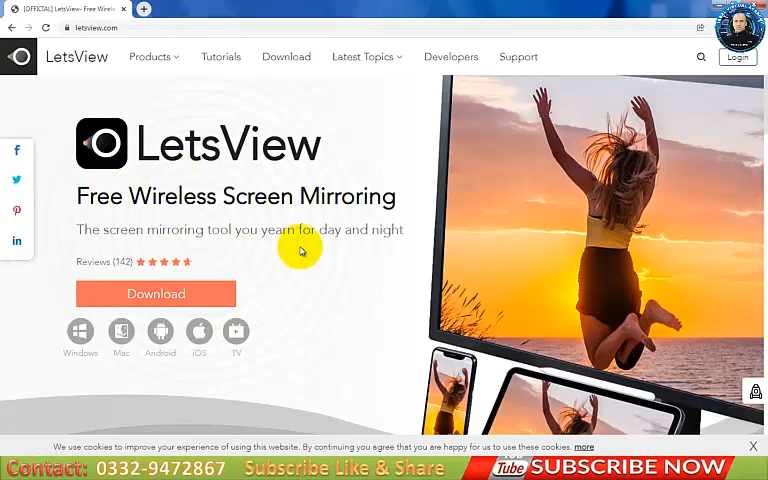 [OFFICIAL] LetsView- Free Wirele
letsview.com
LetsView
Products
Tutorials
Download
Latest Topics
Developers
Support
Login
LetsView
Free Wireless Screen Mirroring
The screen mirroring tool you yearn for day and night
Reviews (142)
Download
Windows
Mac
Android
iOS
TV
We use cookies to improve your experience of using this website. By continuing you agree that you are happy for us to use these cookies. more
X
Contact: 0332-9472867 Subscribe Like & Share
You Tube SUBSCRIBE NOW